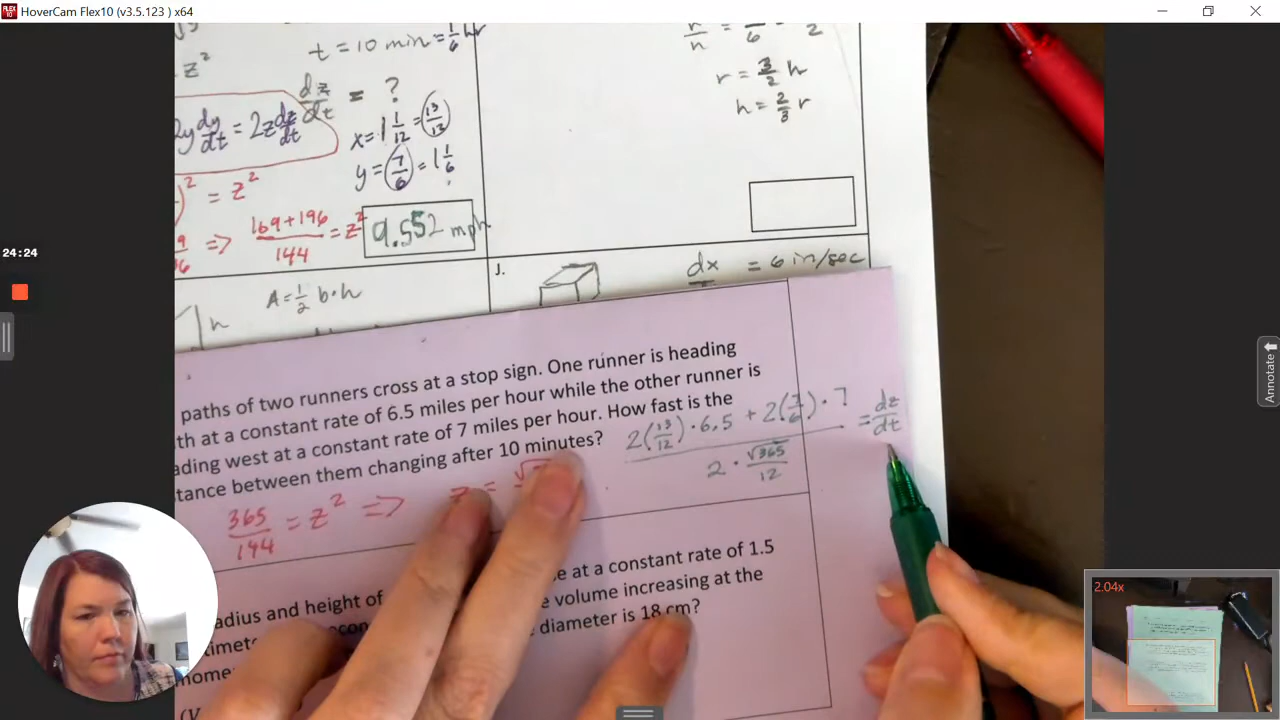 HoverCam Flex10 (v3.5.123 ) x64
24:24
z²
t = 10 min = 1/6 hr
dz/dt = ?
2y dy/dt = 2z dz/dt
x = 1 1/12 = 13/12
y = 7/6 = 1 1/6
)² = z²
=> 169+196/144 = z²
9.552 mph
A = 1/2 b·h
h
r = 3/2 h
h = 2/3 r
J.
dx = 6 in/sec
paths of two runners cross at a stop sign. One runner is heading
th at a constant rate of 6.5 miles per hour while the other runner is
ading west at a constant rate of 7 miles per hour. How fast is the
stance between them changing after 10 minutes?
2(13/12)·6.5 + 2(7/6)·7 / 2·√365/12 = dz/dt
365/144 = z² => z =
e at a constant rate of 1.5
adius and height of
e volume increasing at the
diameter is 18 cm?
(V
Annotate
2.04x